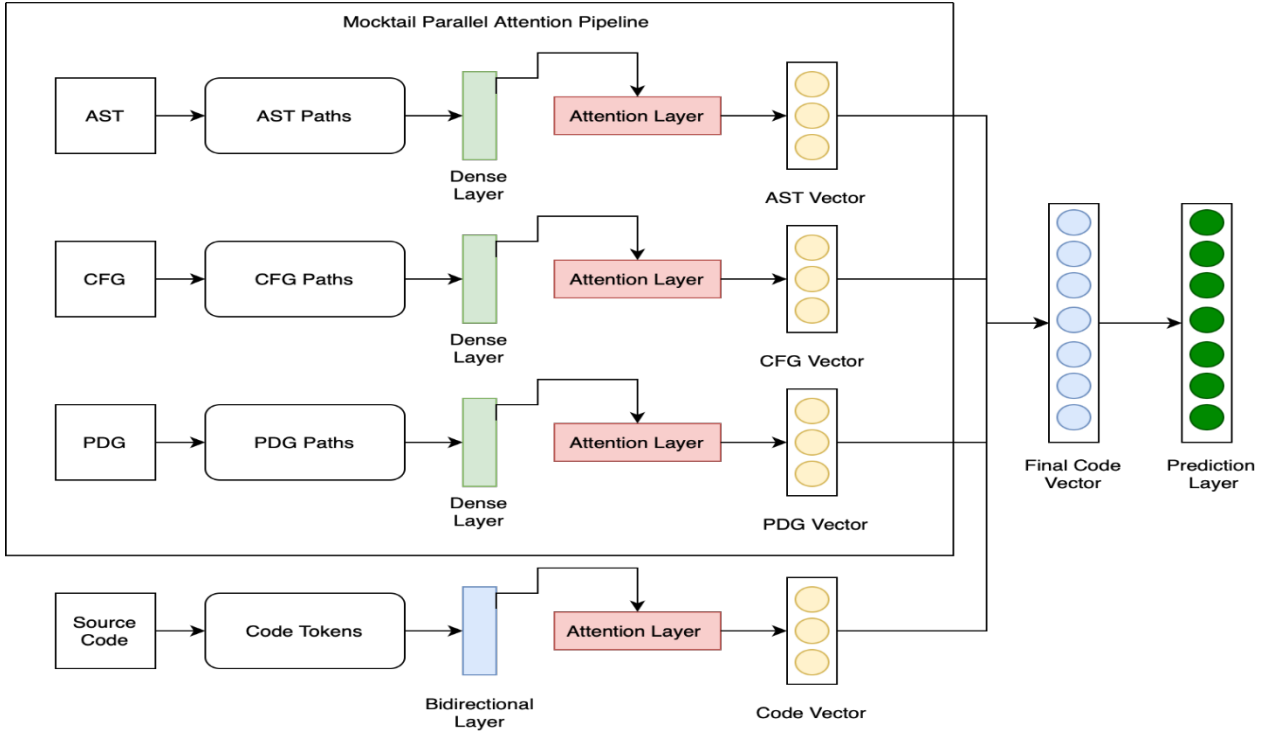 Mocktail Parallel Attention Pipeline
AST
AST Paths
Dense
Layer
Attention Layer
AST Vector
CFG
CFG Paths
Dense
Layer
Attention Layer
CFG Vector
PDG
PDG Paths
Dense
Layer
Attention Layer
PDG Vector
Source
Code
Code Tokens
Bidirectional
Layer
Attention Layer
Code Vector
Final Code
Vector
Prediction
Layer